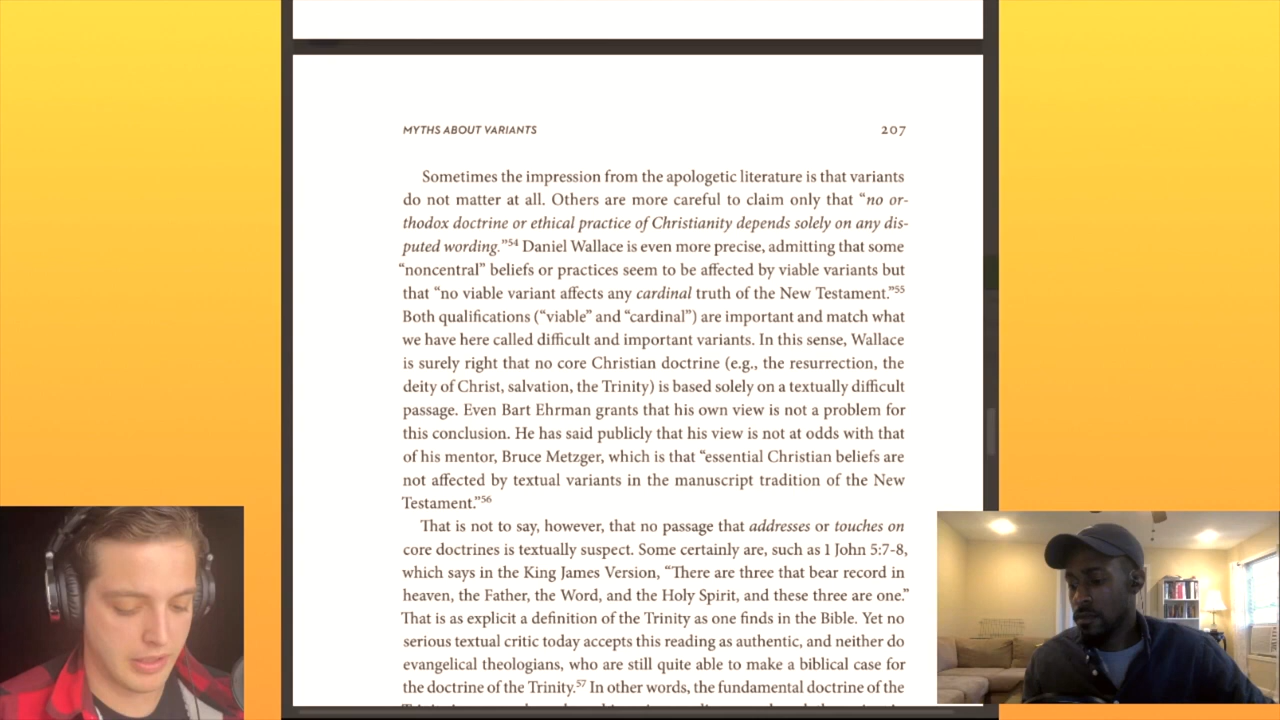 MYTHS ABOUT VARIANTS 207
Sometimes the impression from the apologetic literature is that variants
do not matter at all. Others are more careful to claim only that “no or-
thodox doctrine or ethical practice of Christianity depends solely on any dis-
puted wording.”54 Daniel Wallace is even more precise, admitting that some
“noncentral” beliefs or practices seem to be affected by viable variants but
that “no viable variant affects any cardinal truth of the New Testament.”55
Both qualifications (“viable” and “cardinal”) are important and match what
we have here called difficult and important variants. In this sense, Wallace
is surely right that no core Christian doctrine (e.g., the resurrection, the
deity of Christ, salvation, the Trinity) is based solely on a textually difficult
passage. Even Bart Ehrman grants that his own view is not a problem for
this conclusion. He has said publicly that his view is not at odds with that
of his mentor, Bruce Metzger, which is that “essential Christian beliefs are
not affected by textual variants in the manuscript tradition of the New
Testament.”56
That is not to say, however, that no passage that addresses or touches on
core doctrines is textually suspect. Some certainly are, such as 1 John 5:7-8,
which says in the King James Version, “There are three that bear record in
heaven, the Father, the Word, and the Holy Spirit, and these three are one.”
That is as explicit a definition of the Trinity as one finds in the Bible. Yet no
serious textual critic today accepts this reading as authentic, and neither do
evangelical theologians, who are still quite able to make a biblical case for
the doctrine of the Trinity.57 In other words, the fundamental doctrine of the